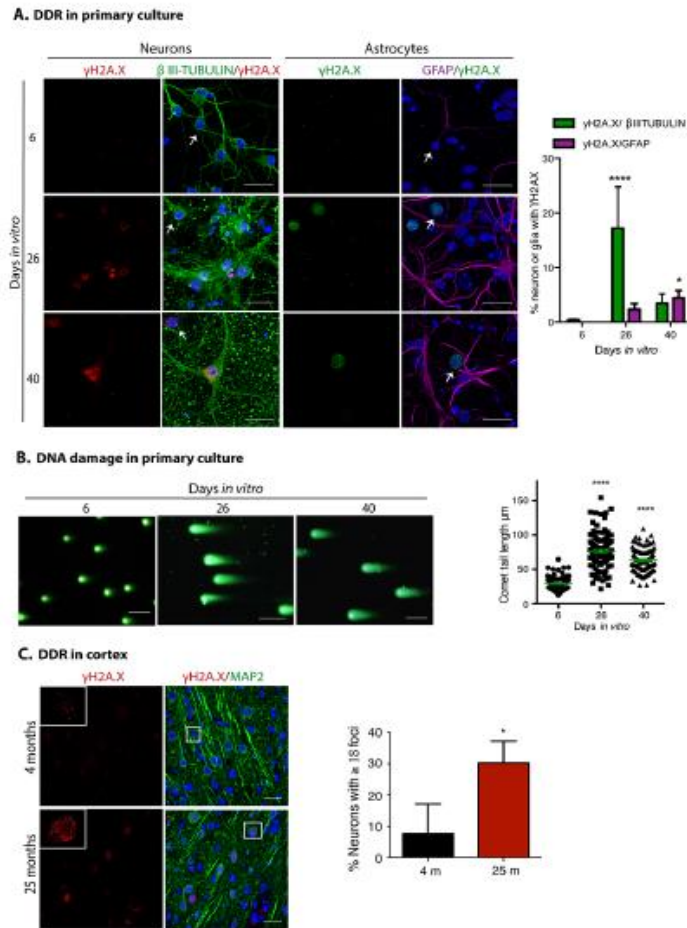 A. DDR in primary culture
Neurons
Astrocytes
γH2A.X
β III-TUBULIN/γH2A.X
γH2A.X
GFAP/γH2A.X
Days in vitro
6
26
40
γH2A.X/ βIIITUBULIN
γH2A.X/GFAP
% neuron or glia with γH2AX
30
20
10
0
****
*
6
26
40
Days in vitro
B. DNA damage in primary culture
Days in vitro
6
26
40
Comet tail length μm
150
100
50
0
****
****
6
26
40
Days in vitro
C. DDR in cortex
γH2A.X
γH2A.X/MAP2
4 months
25 months
% Neurons with ≥ 18 foci
40
30
20
10
0
*
4 m
25 m